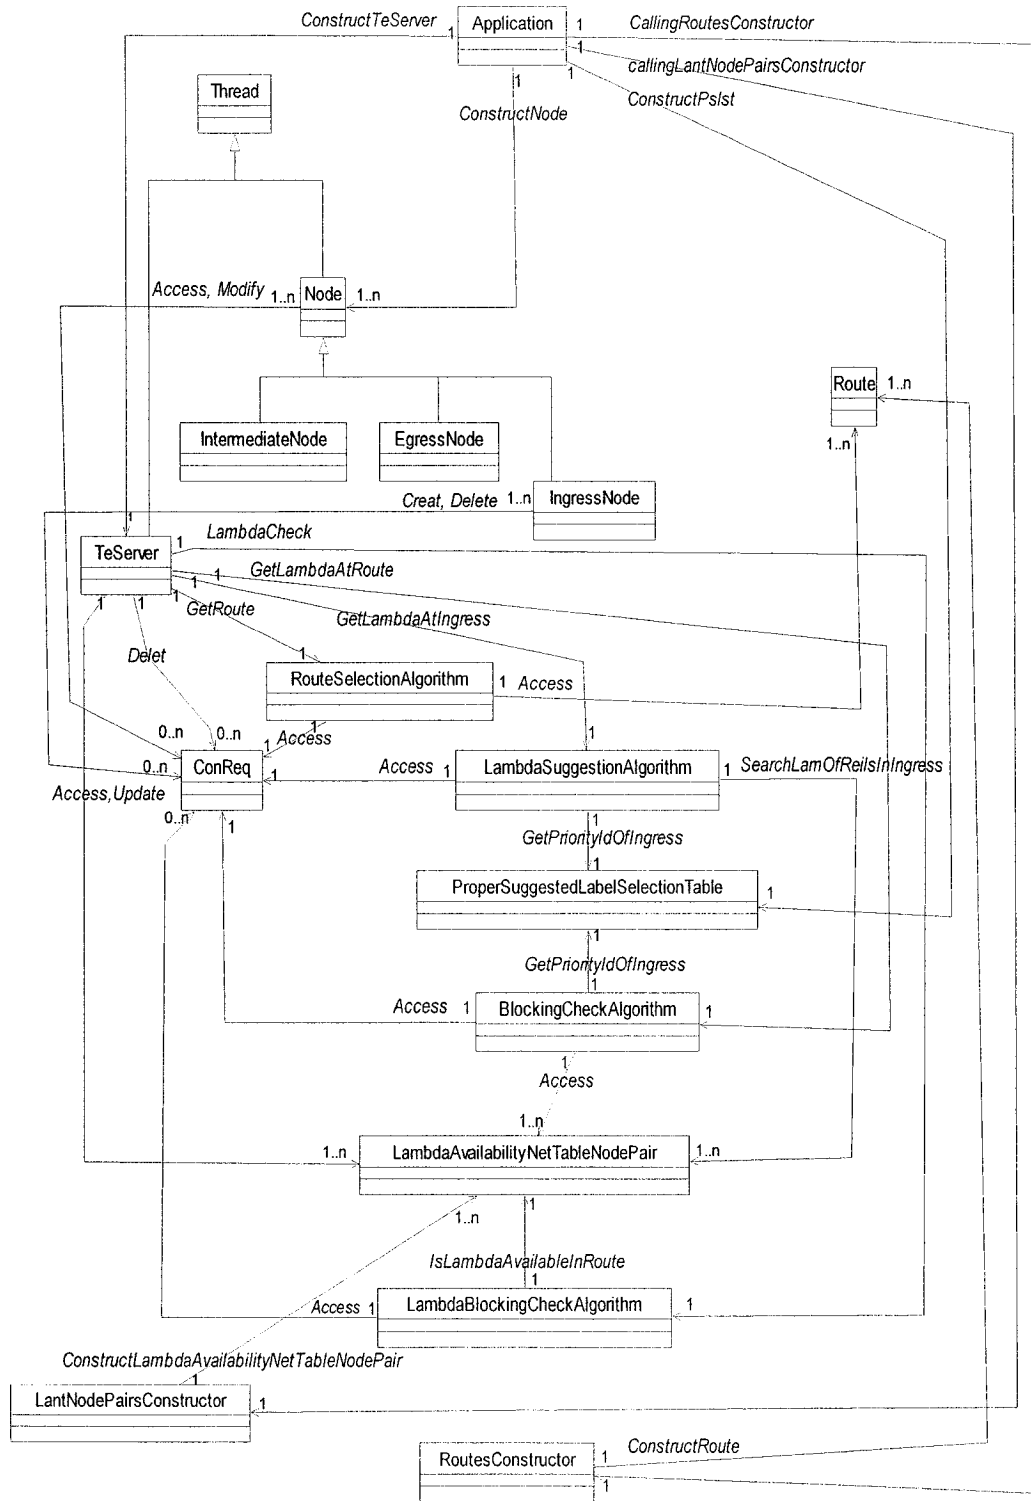 ConstructTeServer
1
Application
1
CallingRoutesConstructor
1
callingLantNodePairsConstructor
1
ConstructPslst
1
ConstructNode
Thread
Access, Modify
1..n
Node
1..n
Route
1..n
1..n
IntermediateNode
EgressNode
Creat, Delete
1..n
IngressNode
1
LambdaCheck
TeServer
1
GetLambdaAtRoute
1
1
1
GetRoute
GetLambdaAtIngress
1
1
Delet
1
RouteSelectionAlgorithm
1
Access
0..n
0..n
1
Access
1
1
0..n
ConReq
1
Access
1
LambdaSuggestionAlgorithm
1
SearchLamOfReilsInIngress
Access,Update
0..n
1
1
GetPriorityIdOfIngress
1
ProperSuggestedLabelSelectionTable
1
1
GetPriorityIdOfIngress
1
Access
1
BlockingCheckAlgorithm
1
1
Access
1..n
1..n
LambdaAvailabilityNetTableNodePair
1..n
1..n
1
IsLambdaAvailableInRoute
1
Access
1
LambdaBlockingCheckAlgorithm
1
ConstructLambdaAvailabilityNetTableNodePair
1
LantNodePairsConstructor
1
RoutesConstructor
1
ConstructRoute
1